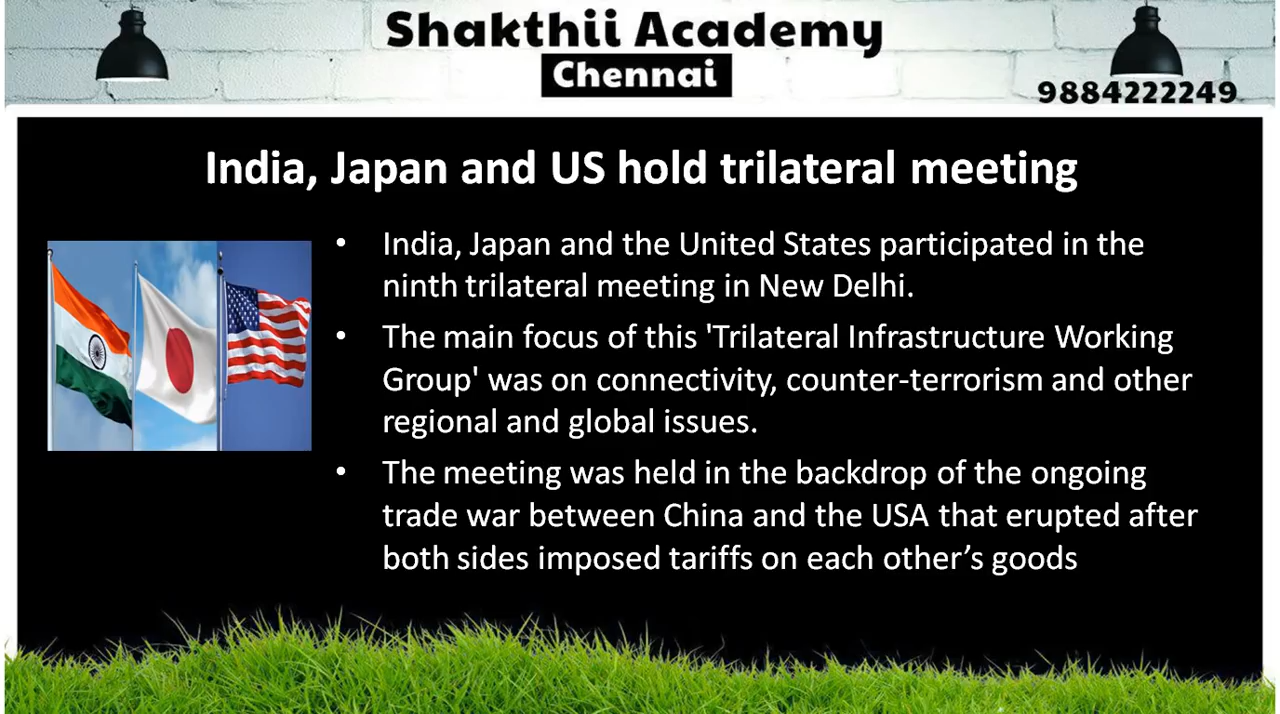 Shakthii Academy
Chennai
9884222249
India, Japan and US hold trilateral meeting
• India, Japan and the United States participated in the
ninth trilateral meeting in New Delhi.
• The main focus of this 'Trilateral Infrastructure Working
Group' was on connectivity, counter-terrorism and other
regional and global issues.
• The meeting was held in the backdrop of the ongoing
trade war between China and the USA that erupted after
both sides imposed tariffs on each other’s goods